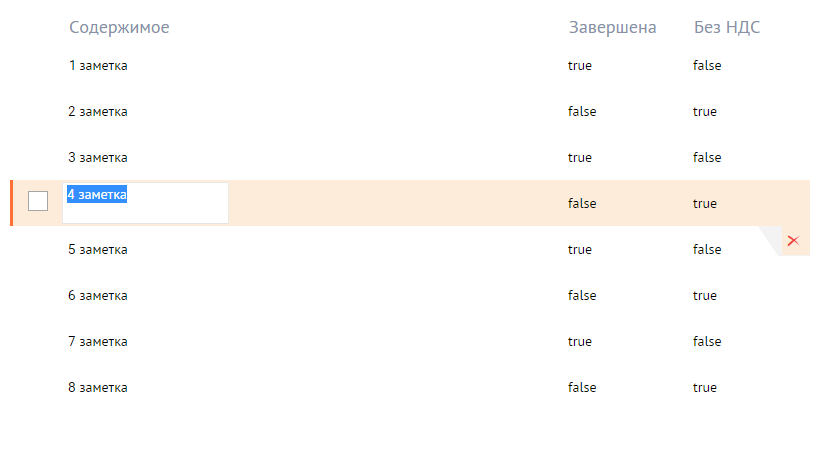 Содержимое Завершена Без НДС
1 заметка true false
2 заметка false true
3 заметка true false
4 заметка false true
5 заметка true false
6 заметка false true
7 заметка true false
8 заметка false true